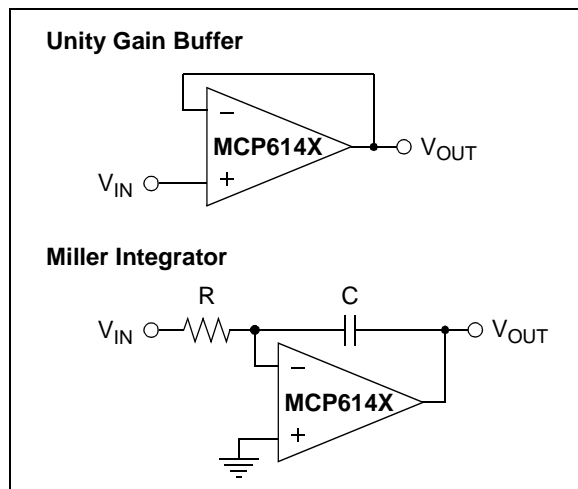 Unity Gain Buffer
−
MCP614X
V_OUT
V_IN
+
Miller Integrator
R
C
V_IN
V_OUT
−
MCP614X
+